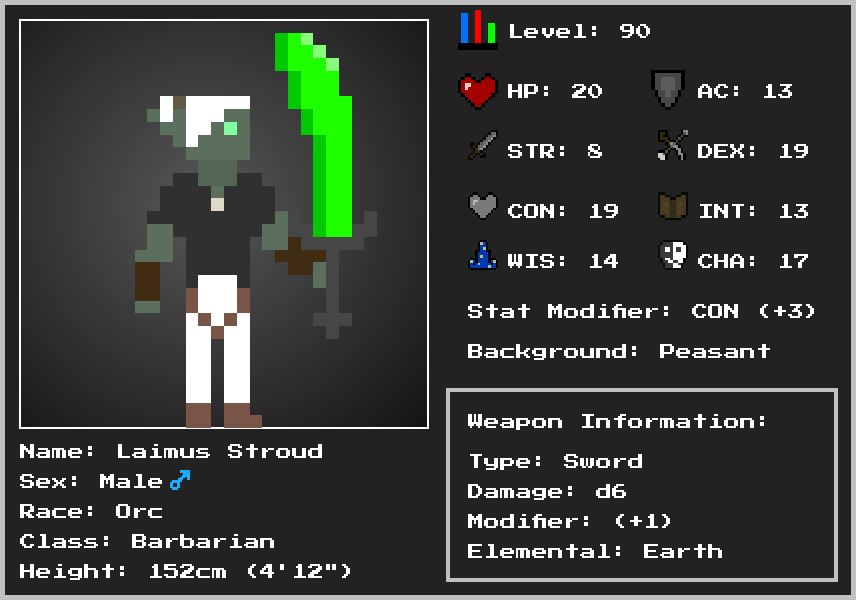 Level: 90
HP: 20 AC: 13
STR: 8 DEX: 19
CON: 19 INT: 13
WIS: 14 CHA: 17
Stat Modifier: CON (+3)
Background: Peasant
Name: Laimus Stroud
Sex: Male ♂
Race: Orc
Class: Barbarian
Height: 152cm (4'12")
Weapon Information:
Type: Sword
Damage: d6
Modifier: (+1)
Elemental: Earth